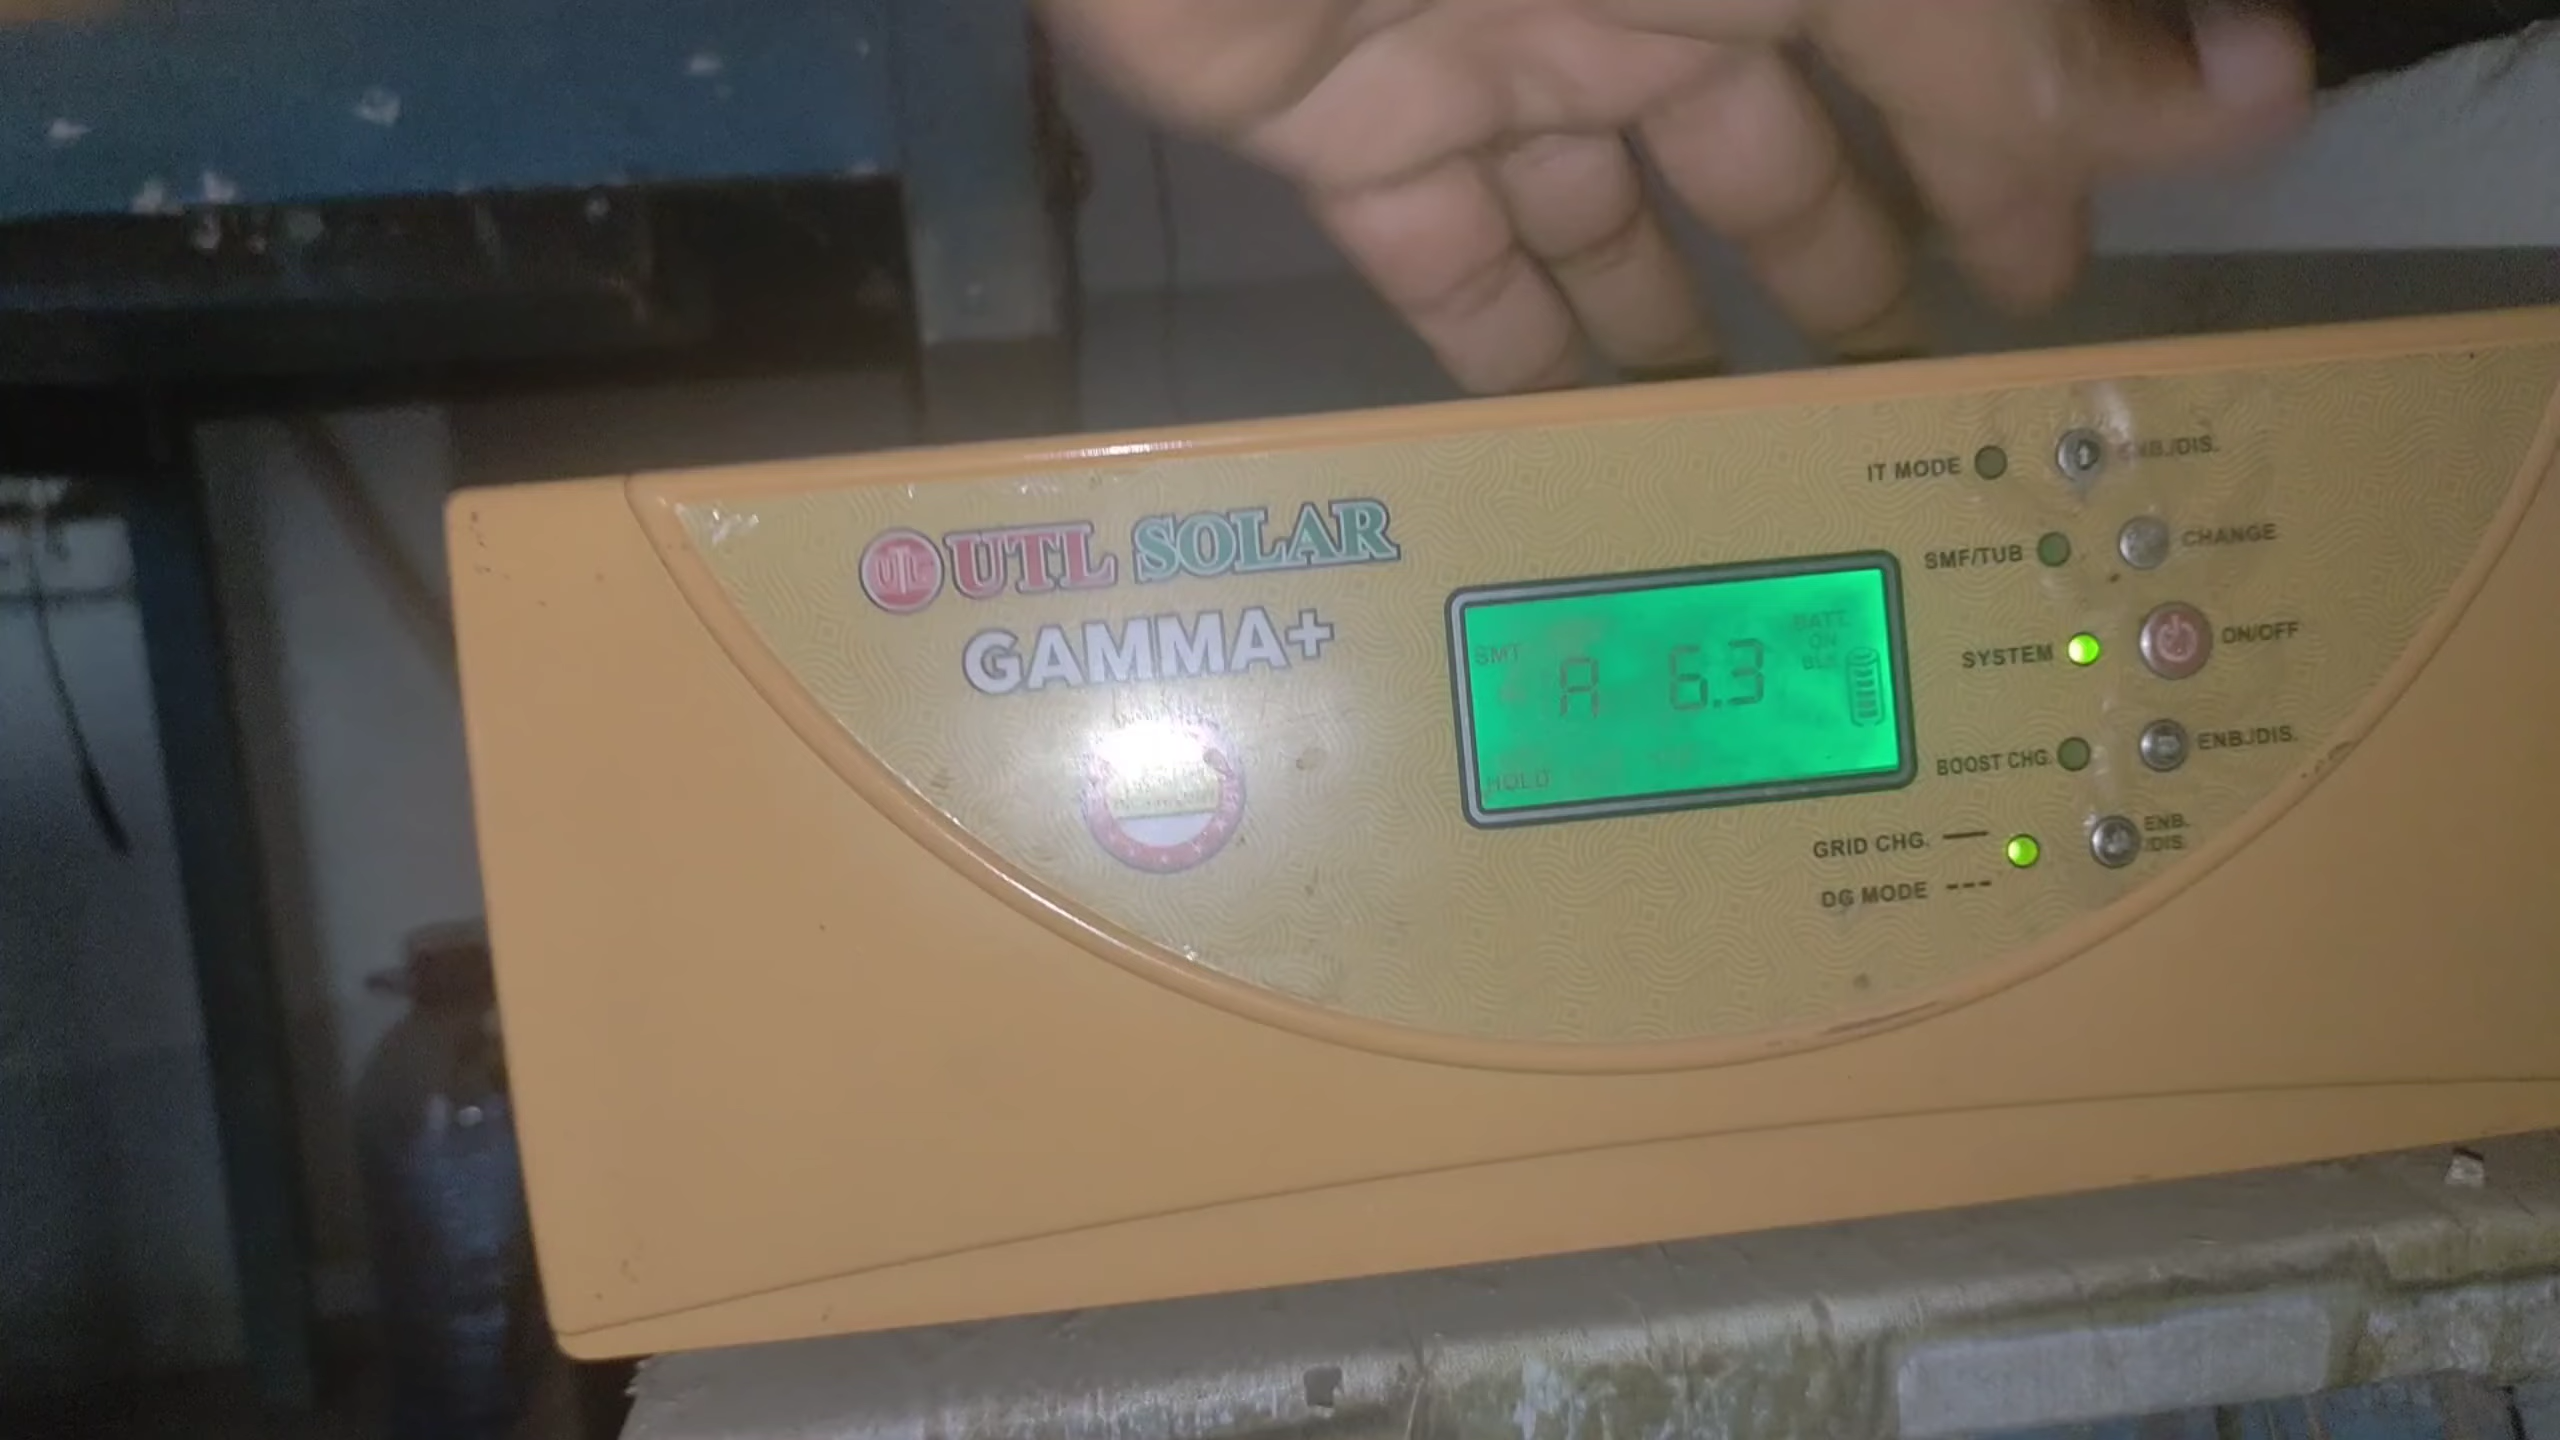 UTL UTL SOLAR
GAMMA+
SMT
A 6.3
BATT
ON
HOLD
IT MODE ENB./DIS.
SMF/TUB CHANGE
SYSTEM ON/OFF
BOOST CHG. ENB./DIS.
GRID CHG. — ENB.
/DIS.
DG MODE ---